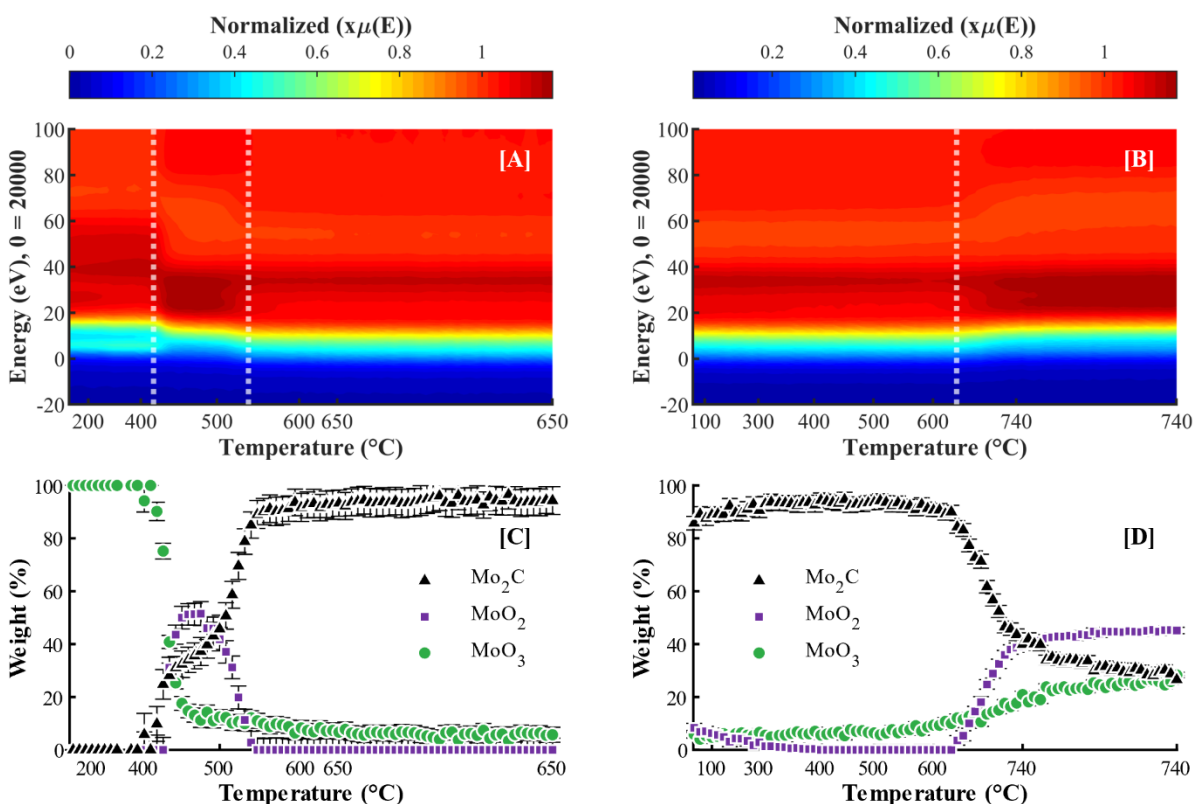 Normalized (xμ(E))
0 0.2 0.4 0.6 0.8 1
Normalized (xμ(E))
0.2 0.4 0.6 0.8 1
Energy (eV), 0 = 20000
100
80
60
40
20
0
-20
[A]
200 400 500 600 650 650
Temperature (°C)
Energy (eV), 0 = 20000
100
80
60
40
20
0
-20
[B]
100 300 400 500 600 740 740
Temperature (°C)
Weight (%)
100
80
60
40
20
0
[C]
Mo₂C
MoO₂
MoO₃
200 400 500 600 650 650
Temperature (°C)
Weight (%)
100
80
60
40
20
0
[D]
Mo₂C
MoO₂
MoO₃
100 300 400 500 600 740 740
Temperature (°C)